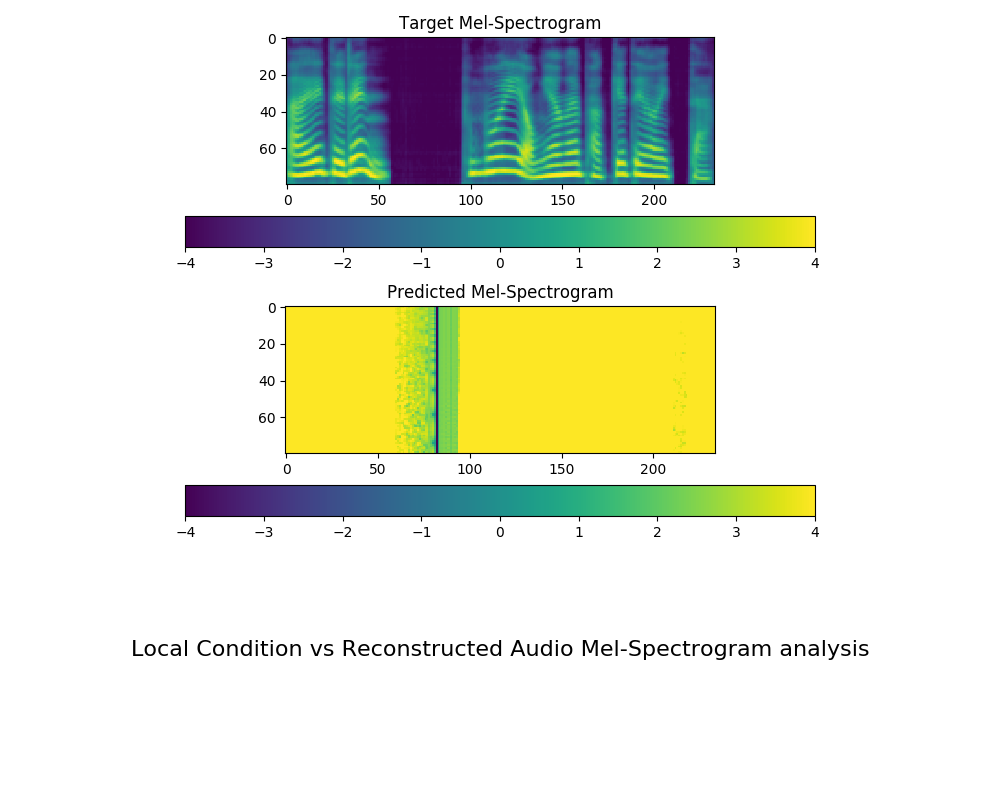 Target Mel-Spectrogram
0
20
40
60
0 50 100 150 200
−4 −3 −2 −1 0 1 2 3 4
Predicted Mel-Spectrogram
0
20
40
60
0 50 100 150 200
−4 −3 −2 −1 0 1 2 3 4
Local Condition vs Reconstructed Audio Mel-Spectrogram analysis